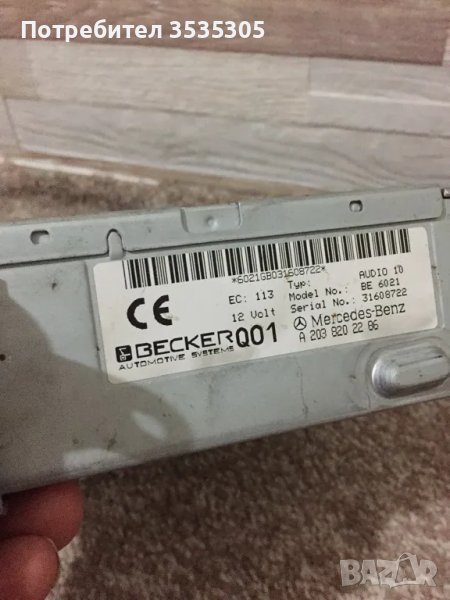 Потребител 3535305
*6021GB031608722*
CE
EC: 113
12 Volt
Typ: AUDIO 10
Model No.: BE 6021
Serial No.: 31608722
BECKER Q01
AUTOMOTIVE SYSTEMS
Mercedes-Benz
A 203 820 22 86
BAZAR